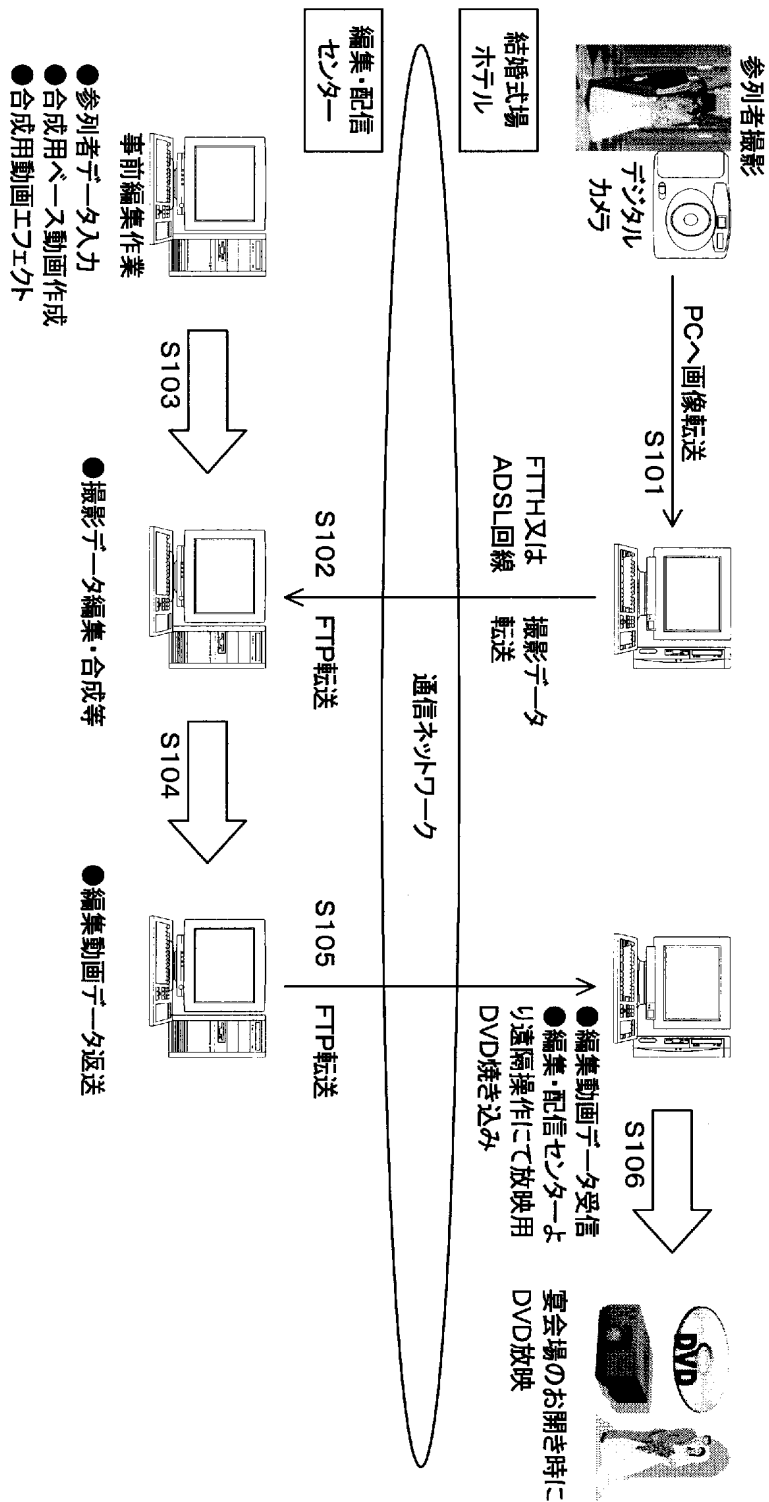 参列者撮影
デジタル
カメラ
PCへ画像転送
S101
結婚式場
ホテル
FTTH又は
ADSL回線
撮影データ
転送
●編集動画データ受信
●編集・配信センターよ
り遠隔操作にて放映用
DVD焼き込み
S106
DVD
宴会場のお開き時に
DVD放映
通信ネットワーク
編集・配信
センター
S102
FTP転送
S105
FTP転送
事前編集作業
●参列者データ入力
●合成用ベース動画作成
●合成用動画エフェクト
S103
●撮影データ編集・合成等
S104
●編集動画データ返送